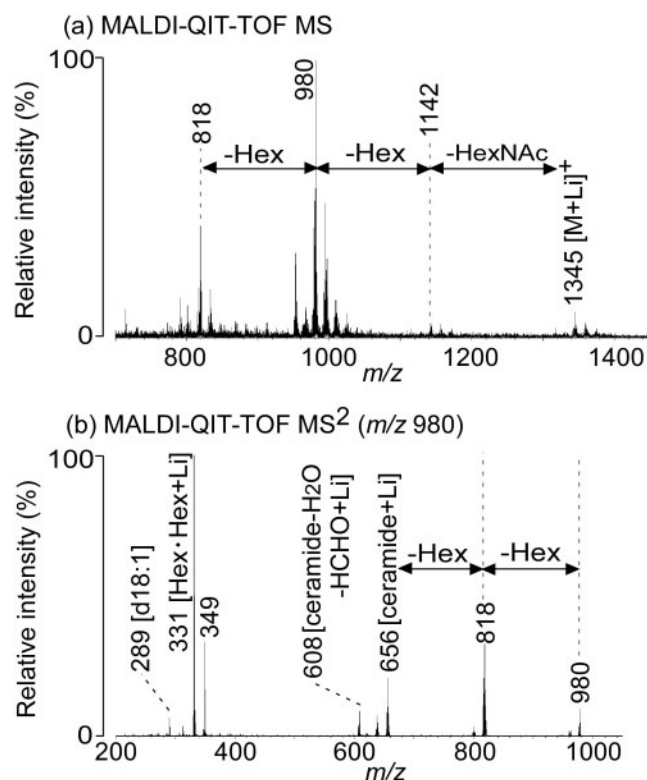 (a) MALDI-QIT-TOF MS
Relative intensity (%)
100
0
818
980
1142
-Hex
-Hex
-HexNAc
1345 [M+Li]+
800 1000 1200 1400
m/z
(b) MALDI-QIT-TOF MS2 (m/z 980)
Relative intensity (%)
100
0
289 [d18:1]
331 [Hex·Hex+Li]
349
608 [ceramide-H2O
-HCHO+Li]
656 [ceramide+Li]
-Hex
-Hex
818
980
200 400 600 800 1000
m/z